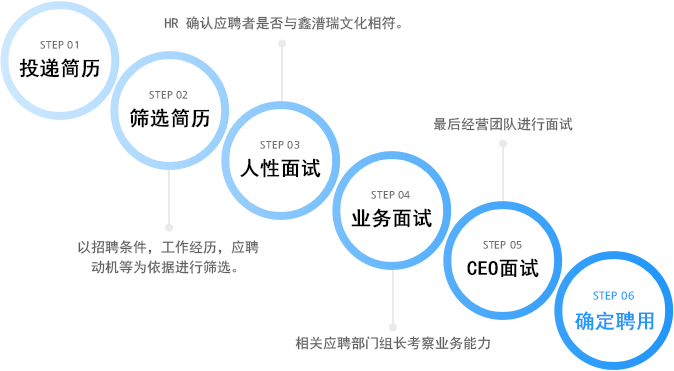 HR 确认应聘者是否与鑫漕瑞文化相符。
STEP 01
投递简历
STEP 02
筛选简历
STEP 03
人性面试
最后经营团队进行面试
STEP 04
业务面试
以招聘条件，工作经历，应聘
动机等为依据进行筛选。
STEP 05
CEO面试
STEP 06
确定聘用
相关应聘部门组长考察业务能力